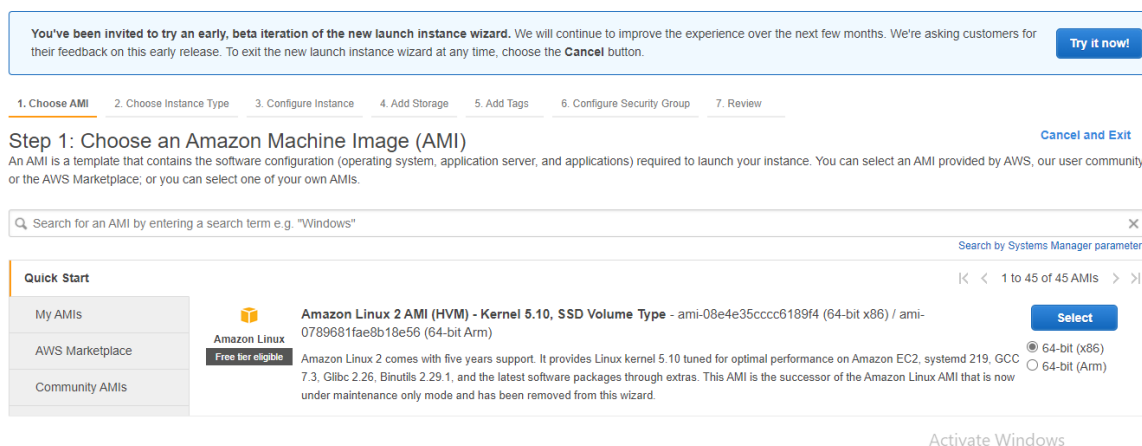 You've been invited to try an early, beta iteration of the new launch instance wizard. We will continue to improve the experience over the next few months. We're asking customers for
their feedback on this early release. To exit the new launch instance wizard at any time, choose the Cancel button.
Try it now!
1. Choose AMI 2. Choose Instance Type 3. Configure Instance 4. Add Storage 5. Add Tags 6. Configure Security Group 7. Review
Step 1: Choose an Amazon Machine Image (AMI)
Cancel and Exit
An AMI is a template that contains the software configuration (operating system, application server, and applications) required to launch your instance. You can select an AMI provided by AWS, our user community
or the AWS Marketplace; or you can select one of your own AMIs.
Search for an AMI by entering a search term e.g. "Windows"
Search by Systems Manager parameter
Quick Start
1 to 45 of 45 AMIs
My AMIs
AWS Marketplace
Community AMIs
Amazon Linux
Free tier eligible
Amazon Linux 2 AMI (HVM) - Kernel 5.10, SSD Volume Type - ami-08e4e35cccc6189f4 (64-bit x86) / ami-
0789681fae8b18e56 (64-bit Arm)
Amazon Linux 2 comes with five years support. It provides Linux kernel 5.10 tuned for optimal performance on Amazon EC2, systemd 219, GCC
7.3, Glibc 2.26, Binutils 2.29.1, and the latest software packages through extras. This AMI is the successor of the Amazon Linux AMI that is now
under maintenance only mode and has been removed from this wizard.
Select
64-bit (x86)
64-bit (Arm)
Activate Windows